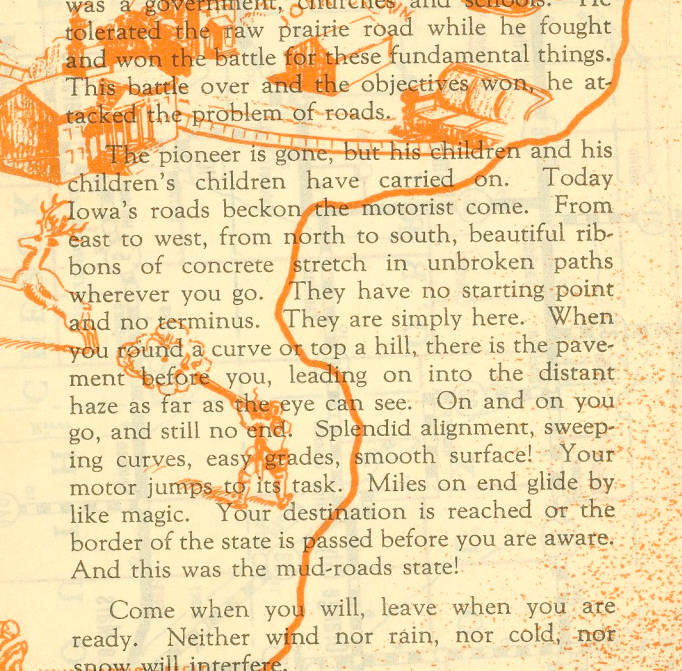 was a government, churches and schools. He
tolerated the raw prairie road while he fought
and won the battle for these fundamental things.
This battle over and the objectives won, he at-
tacked the problem of roads.
The pioneer is gone, but his children and his
children's children have carried on. Today
Iowa's roads beckon the motorist come. From
east to west, from north to south, beautiful rib-
bons of concrete stretch in unbroken paths
wherever you go. They have no starting point
and no terminus. They are simply here. When
you round a curve or top a hill, there is the pave-
ment before you, leading on into the distant
haze as far as the eye can see. On and on you
go, and still no end. Splendid alignment, sweep-
ing curves, easy grades, smooth surface! Your
motor jumps to its task. Miles on end glide by
like magic. Your destination is reached or the
border of the state is passed before you are aware.
And this was the mud-roads state!
Come when you will, leave when you are
ready. Neither wind nor rain, nor cold, nor
snow will interfere.